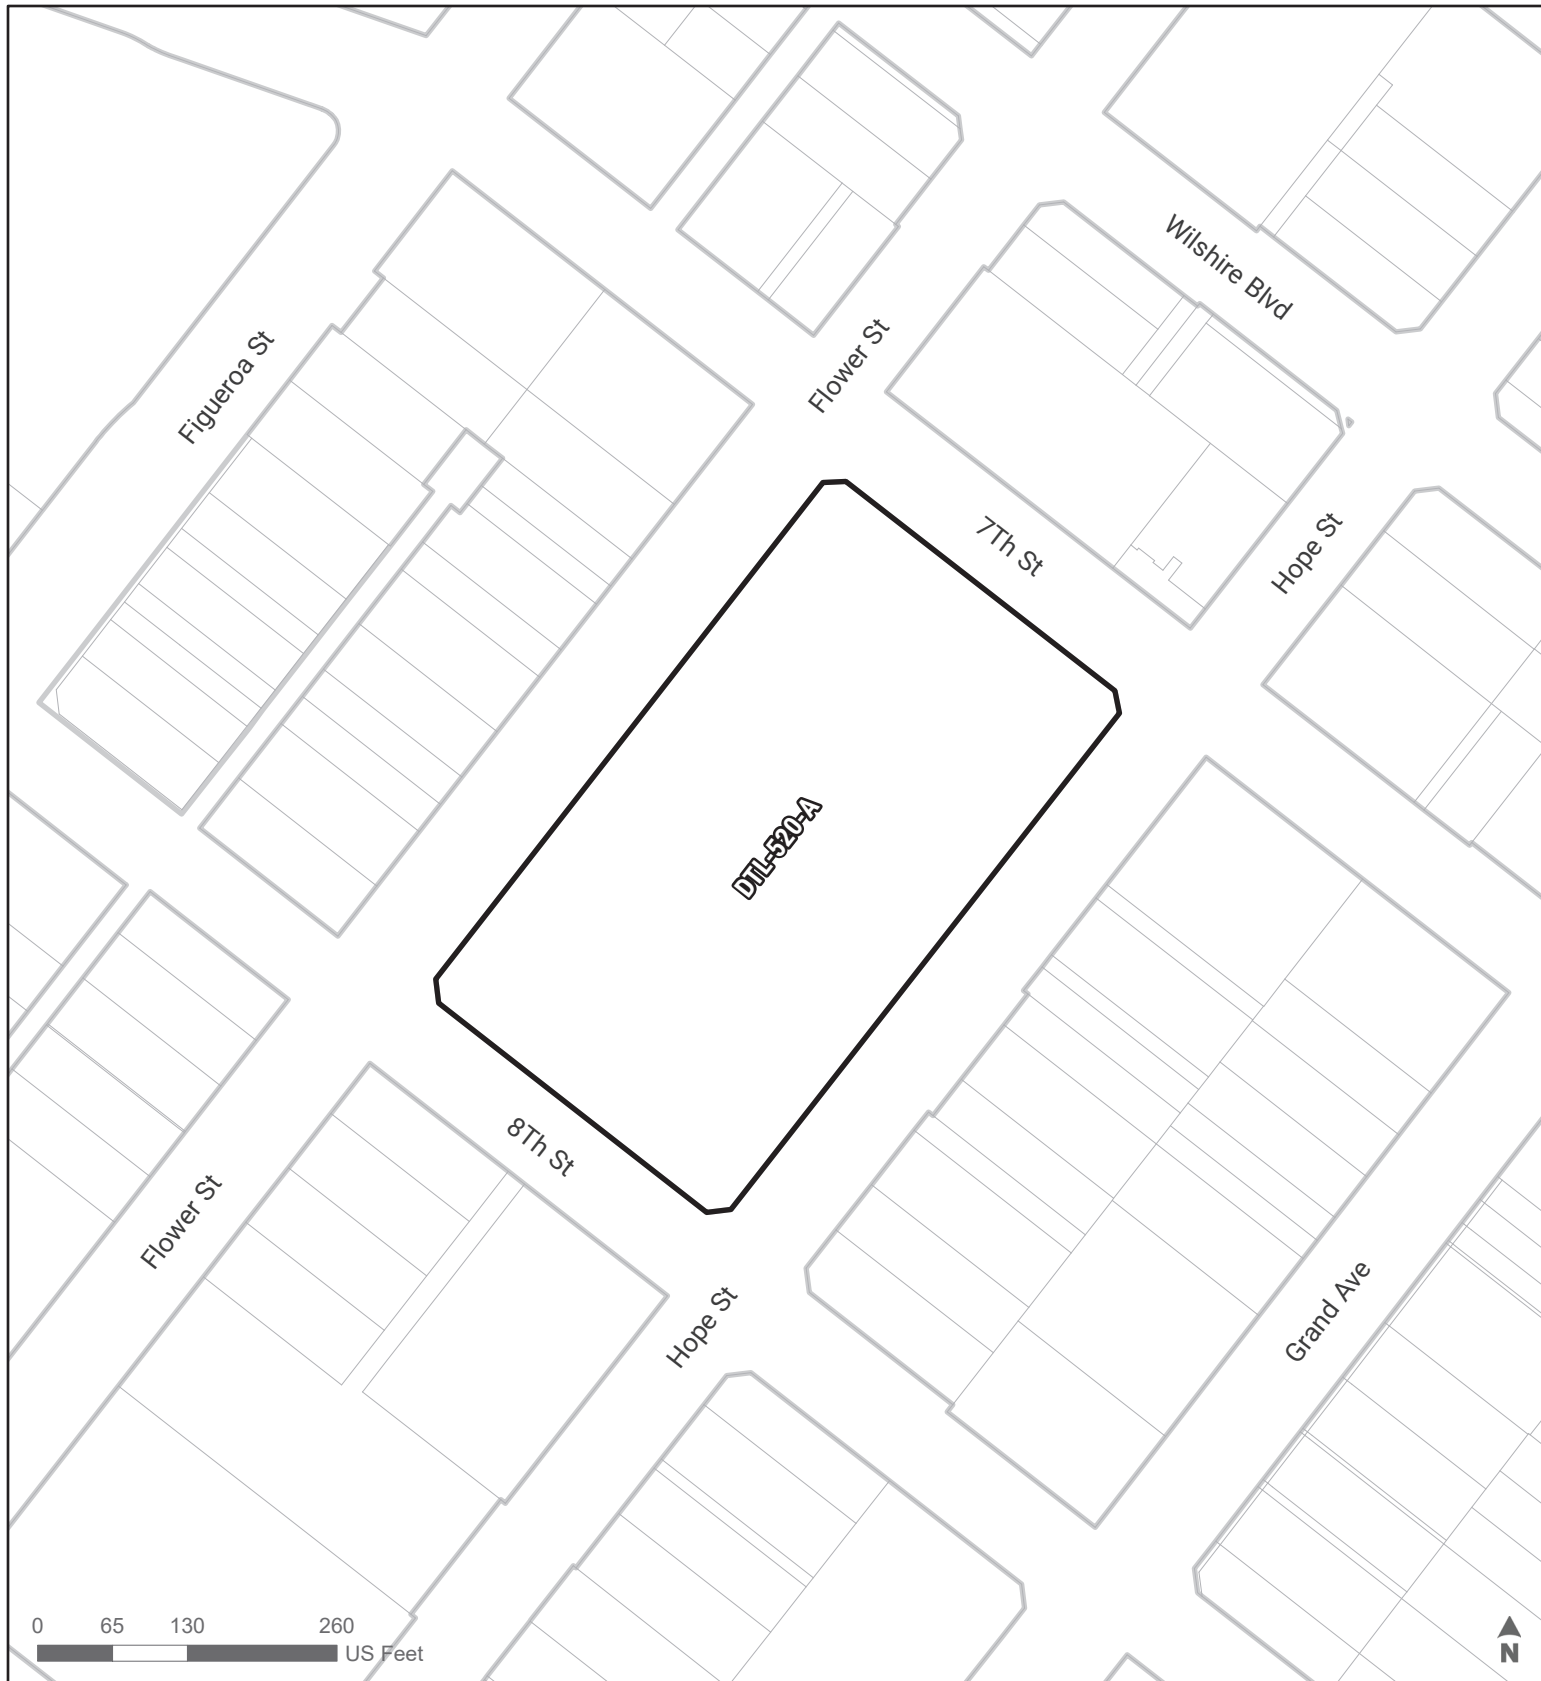 Wilshire Blvd
Flower St
Figueroa St
7Th St
Hope St
DTL-520-A
8Th St
Flower St
Hope St
Grand Ave
0 65 130 260
US Feet
N